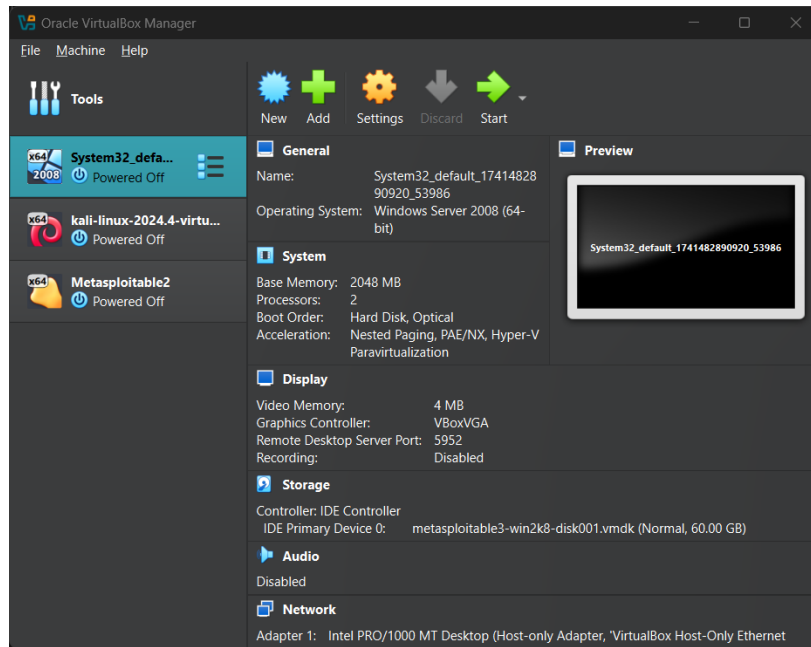 Oracle VirtualBox Manager
File Machine Help
Tools
New Add Settings Discard Start
x64
2008
System32_defa...
Powered Off
x64
kali-linux-2024.4-virtu...
Powered Off
x64
Metasploitable2
Powered Off
General
Name: System32_default_17414828
90920_53986
Operating System: Windows Server 2008 (64-
bit)
Preview
System32_default_1741482890920_53986
System
Base Memory: 2048 MB
Processors: 2
Boot Order: Hard Disk, Optical
Acceleration: Nested Paging, PAE/NX, Hyper-V
Paravirtualization
Display
Video Memory: 4 MB
Graphics Controller: VBoxVGA
Remote Desktop Server Port: 5952
Recording: Disabled
Storage
Controller: IDE Controller
IDE Primary Device 0: metasploitable3-win2k8-disk001.vmdk (Normal, 60.00 GB)
Audio
Disabled
Network
Adapter 1: Intel PRO/1000 MT Desktop (Host-only Adapter, 'VirtualBox Host-Only Ethernet